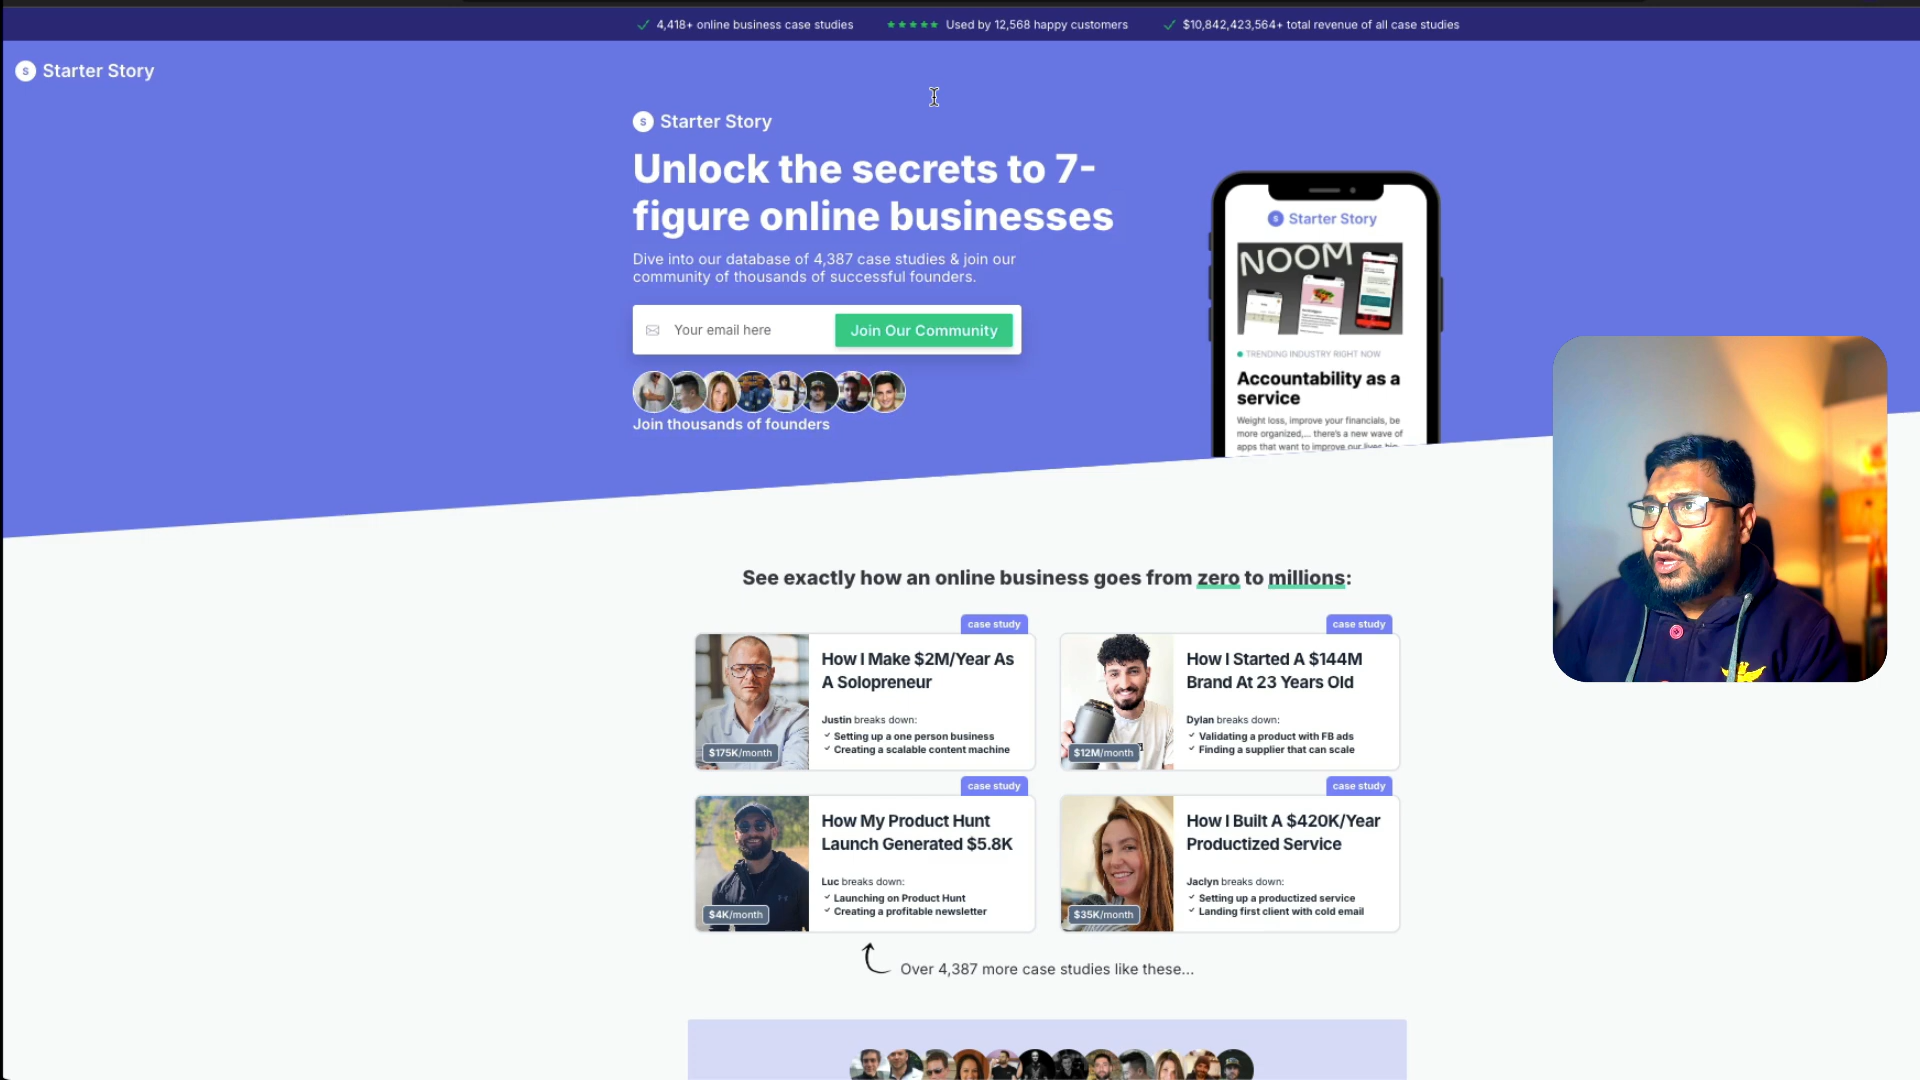 4,418+ online business case studies
Used by 12,568 happy customers
$10,842,423,564+ total revenue of all case studies
S Starter Story
S Starter Story
Unlock the secrets to 7-
figure online businesses
Dive into our database of 4,387 case studies & join our
community of thousands of successful founders.
Your email here
Join Our Community
Join thousands of founders
S Starter Story
NOOM
TRENDING INDUSTRY RIGHT NOW
Accountability as a
service
Weight loss, improve your financials, be
more organized,... there's a new wave of
apps that want to improve our lives big
See exactly how an online business goes from zero to millions:
case study
How I Make $2M/Year As
A Solopreneur
Justin breaks down:
Setting up a one person business
Creating a scalable content machine
$175K/month
case study
How I Started A $144M
Brand At 23 Years Old
Dylan breaks down:
Validating a product with FB ads
Finding a supplier that can scale
$12M/month
case study
How My Product Hunt
Launch Generated $5.8K
Luc breaks down:
Launching on Product Hunt
Creating a profitable newsletter
$4K/month
case study
How I Built A $420K/Year
Productized Service
Jaclyn breaks down:
Setting up a productized service
Landing first client with cold email
$35K/month
Over 4,387 more case studies like these...